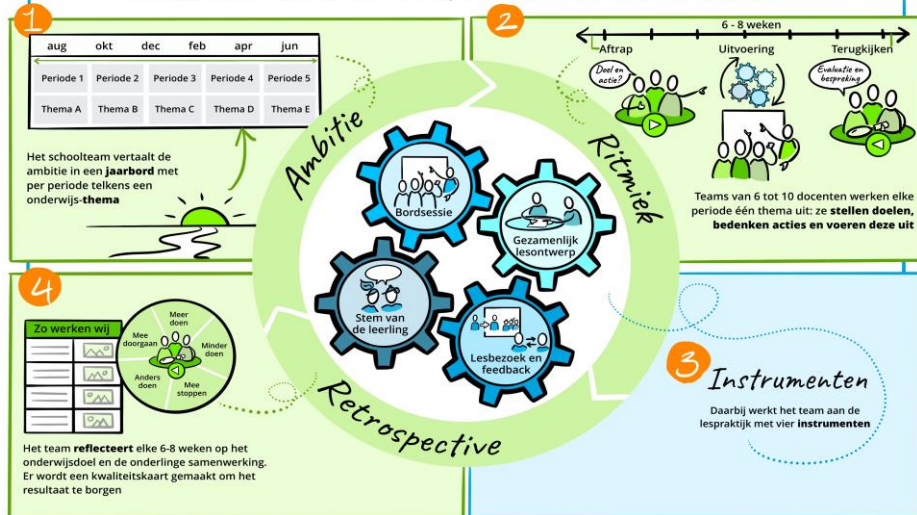 1
aug okt dec feb apr jun
Periode 1 Periode 2 Periode 3 Periode 4 Periode 5
Thema A Thema B Thema C Thema D Thema E
Het schoolteam vertaalt de
ambitie in een jaarbord met
per periode telkens een
onderwijs-thema
Ambitie
2
6 - 8 weken
Aftrap Uitvoering Terugkijken
Doel en
actie?
Evaluatie en
bespreking
Teams van 6 tot 10 docenten werken elke
periode één thema uit: ze stellen doelen,
bedenken acties en voeren deze uit
Ritmiek
Bordsessie
Gezamenlijk
lesontwerp
Stem van
de leerling
Lesbezoek en
feedback
3
Instrumenten
Daarbij werkt het team aan de
lespraktijk met vier instrumenten
4
Zo werken wij
Meer
doen
Minder
doen
Mee
stoppen
Anders
doen
Mee
doorgaan
Het team reflecteert elke 6-8 weken op het
onderwijsdoel en de onderlinge samenwerking.
Er wordt een kwaliteitskaart gemaakt om het
resultaat te borgen
Retrospective